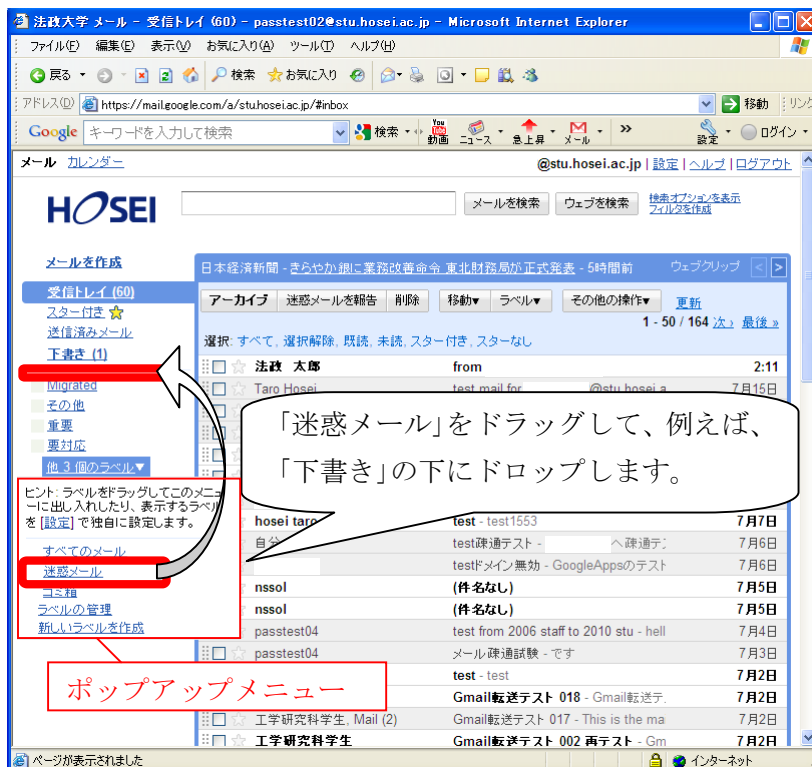 法政大学 メール - 受信トレイ (60) - passtest02@stu.hosei.ac.jp - Microsoft Internet Explorer
ファイル(F) 編集(E) 表示(V) お気に入り(A) ツール(T) ヘルプ(H)
戻る 検索 お気に入り
アドレス(D) https://mail.google.com/a/stu.hosei.ac.jp/#inbox 移動 リンク
Google キーワードを入力して検索 検索 You Tube 動画 ニュース 急上昇 メール » 設定 ログイン
メール カレンダー @stu.hosei.ac.jp | 設定 | ヘルプ | ログアウト
HOSEI メールを検索 ウェブを検索 検索オプションを表示
フィルタを作成
メールを作成
日本経済新聞 - きらやか銀に業務改善命令 東北財務局が正式発表 - 5時間前 ウェブクリップ < >
受信トレイ (60)
スター付き
送信済みメール
下書き (1)
Migrated
その他
重要
要対応
他 3 個のラベル▼
アーカイブ 迷惑メールを報告 削除 移動▼ ラベル▼ その他の操作▼ 更新
1 - 50 / 164 次 › 最後 »
選択: すべて, 選択解除, 既読, 未読, スター付き, スターなし
法政 太郎 from 2:11
Taro Hosei test mail for @stu.hosei.a 7月15日
「迷惑メール」をドラッグして、例えば、
「下書き」の下にドロップします。
ヒント: ラベルをドラッグしてこのメニュ
ーに出し入れしたり、表示するラベル
を [設定] で独自に設定します。
すべてのメール
迷惑メール
ゴミ箱
ラベルの管理
新しいラベルを作成
ポップアップメニュー
hosei taro test - test1553 7月7日
自分 test疎通テスト - へ疎通テ 7月6日
testドメイン無効 - GoogleAppsのテスト 7月6日
nssol (件名なし) 7月5日
nssol (件名なし) 7月5日
passtest04 test from 2006 staff to 2010 stu - hell 7月4日
passtest04 メール疎通試験 - です 7月3日
test - test 7月2日
Gmail転送テスト 018 - Gmail転送テ 7月2日
工学研究科学生, Mail (2) Gmail転送テスト 017 - This is the ma 7月2日
工学研究科学生 Gmail転送テスト 002 再テスト - Gm 7月2日
ページが表示されました インターネット